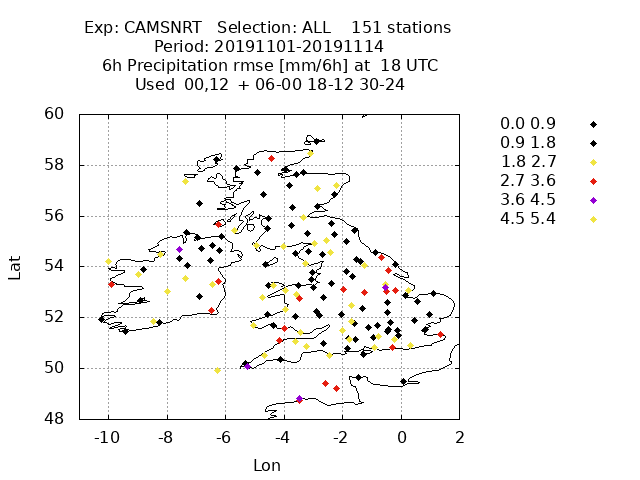 Exp: CAMSNRT Selection: ALL 151 stations
Period: 20191101-20191114
6h Precipitation rmse [mm/6h] at 18 UTC
Used 00,12 + 06-00 18-12 30-24
60
58
56
54
52
50
48
Lat
-10 -8 -6 -4 -2 0 2
Lon
0.0 0.9
0.9 1.8
1.8 2.7
2.7 3.6
3.6 4.5
4.5 5.4